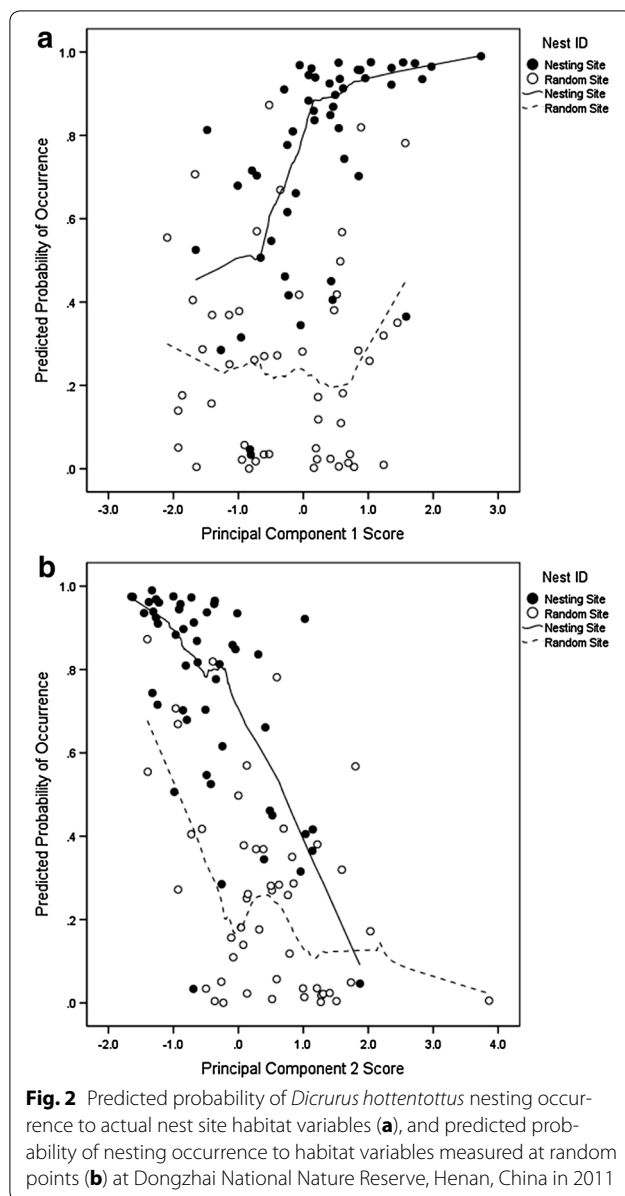 a
Nest ID
Nesting Site
Random Site
Nesting Site
Random Site
1.0
.8
.6
.4
.2
.0
Predicted Probability of Occurrence
-3.0 -2.0 -1.0 .0 1.0 2.0 3.0
Principal Component 1 Score
b
Nest ID
Nesting Site
Random Site
Nesting Site
Random Site
1.0
.8
.6
.4
.2
.0
Predicted Probability of Occurrence
-2.0 -1.0 .0 1.0 2.0 3.0 4.0
Principal Component 2 Score
Fig. 2 Predicted probability of Dicrurus hottentottus nesting occur-
rence to actual nest site habitat variables (a), and predicted prob-
ability of nesting occurrence to habitat variables measured at random
points (b) at Dongzhai National Nature Reserve, Henan, China in 2011